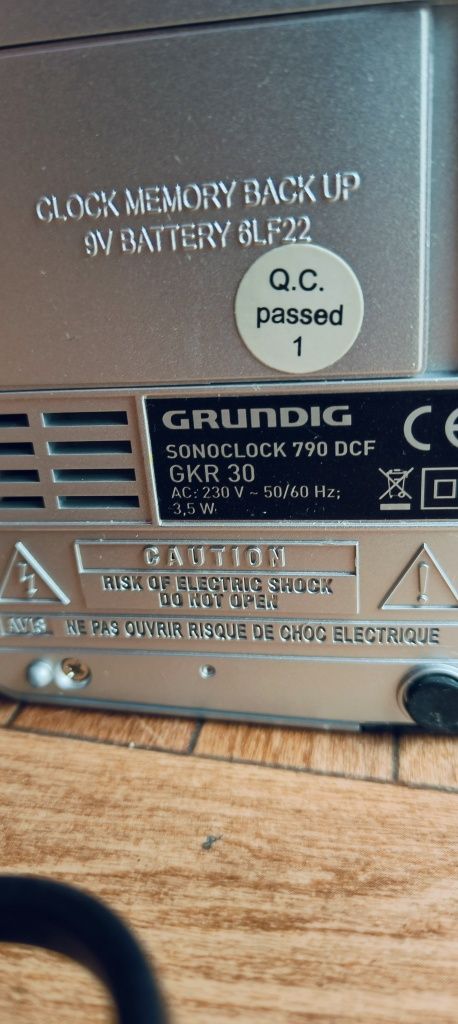 CLOCK MEMORY BACK UP
9V BATTERY 6LF22
Q.C.
passed
1
GRUNDIG
SONOCLOCK 790 DCF
GKR 30
AC: 230 V ~ 50/60 Hz;
3,5 W
CE
CAUTION
RISK OF ELECTRIC SHOCK
DO NOT OPEN
!
AVIS NE PAS OUVRIR RISQUE DE CHOC ELECTRIQUE